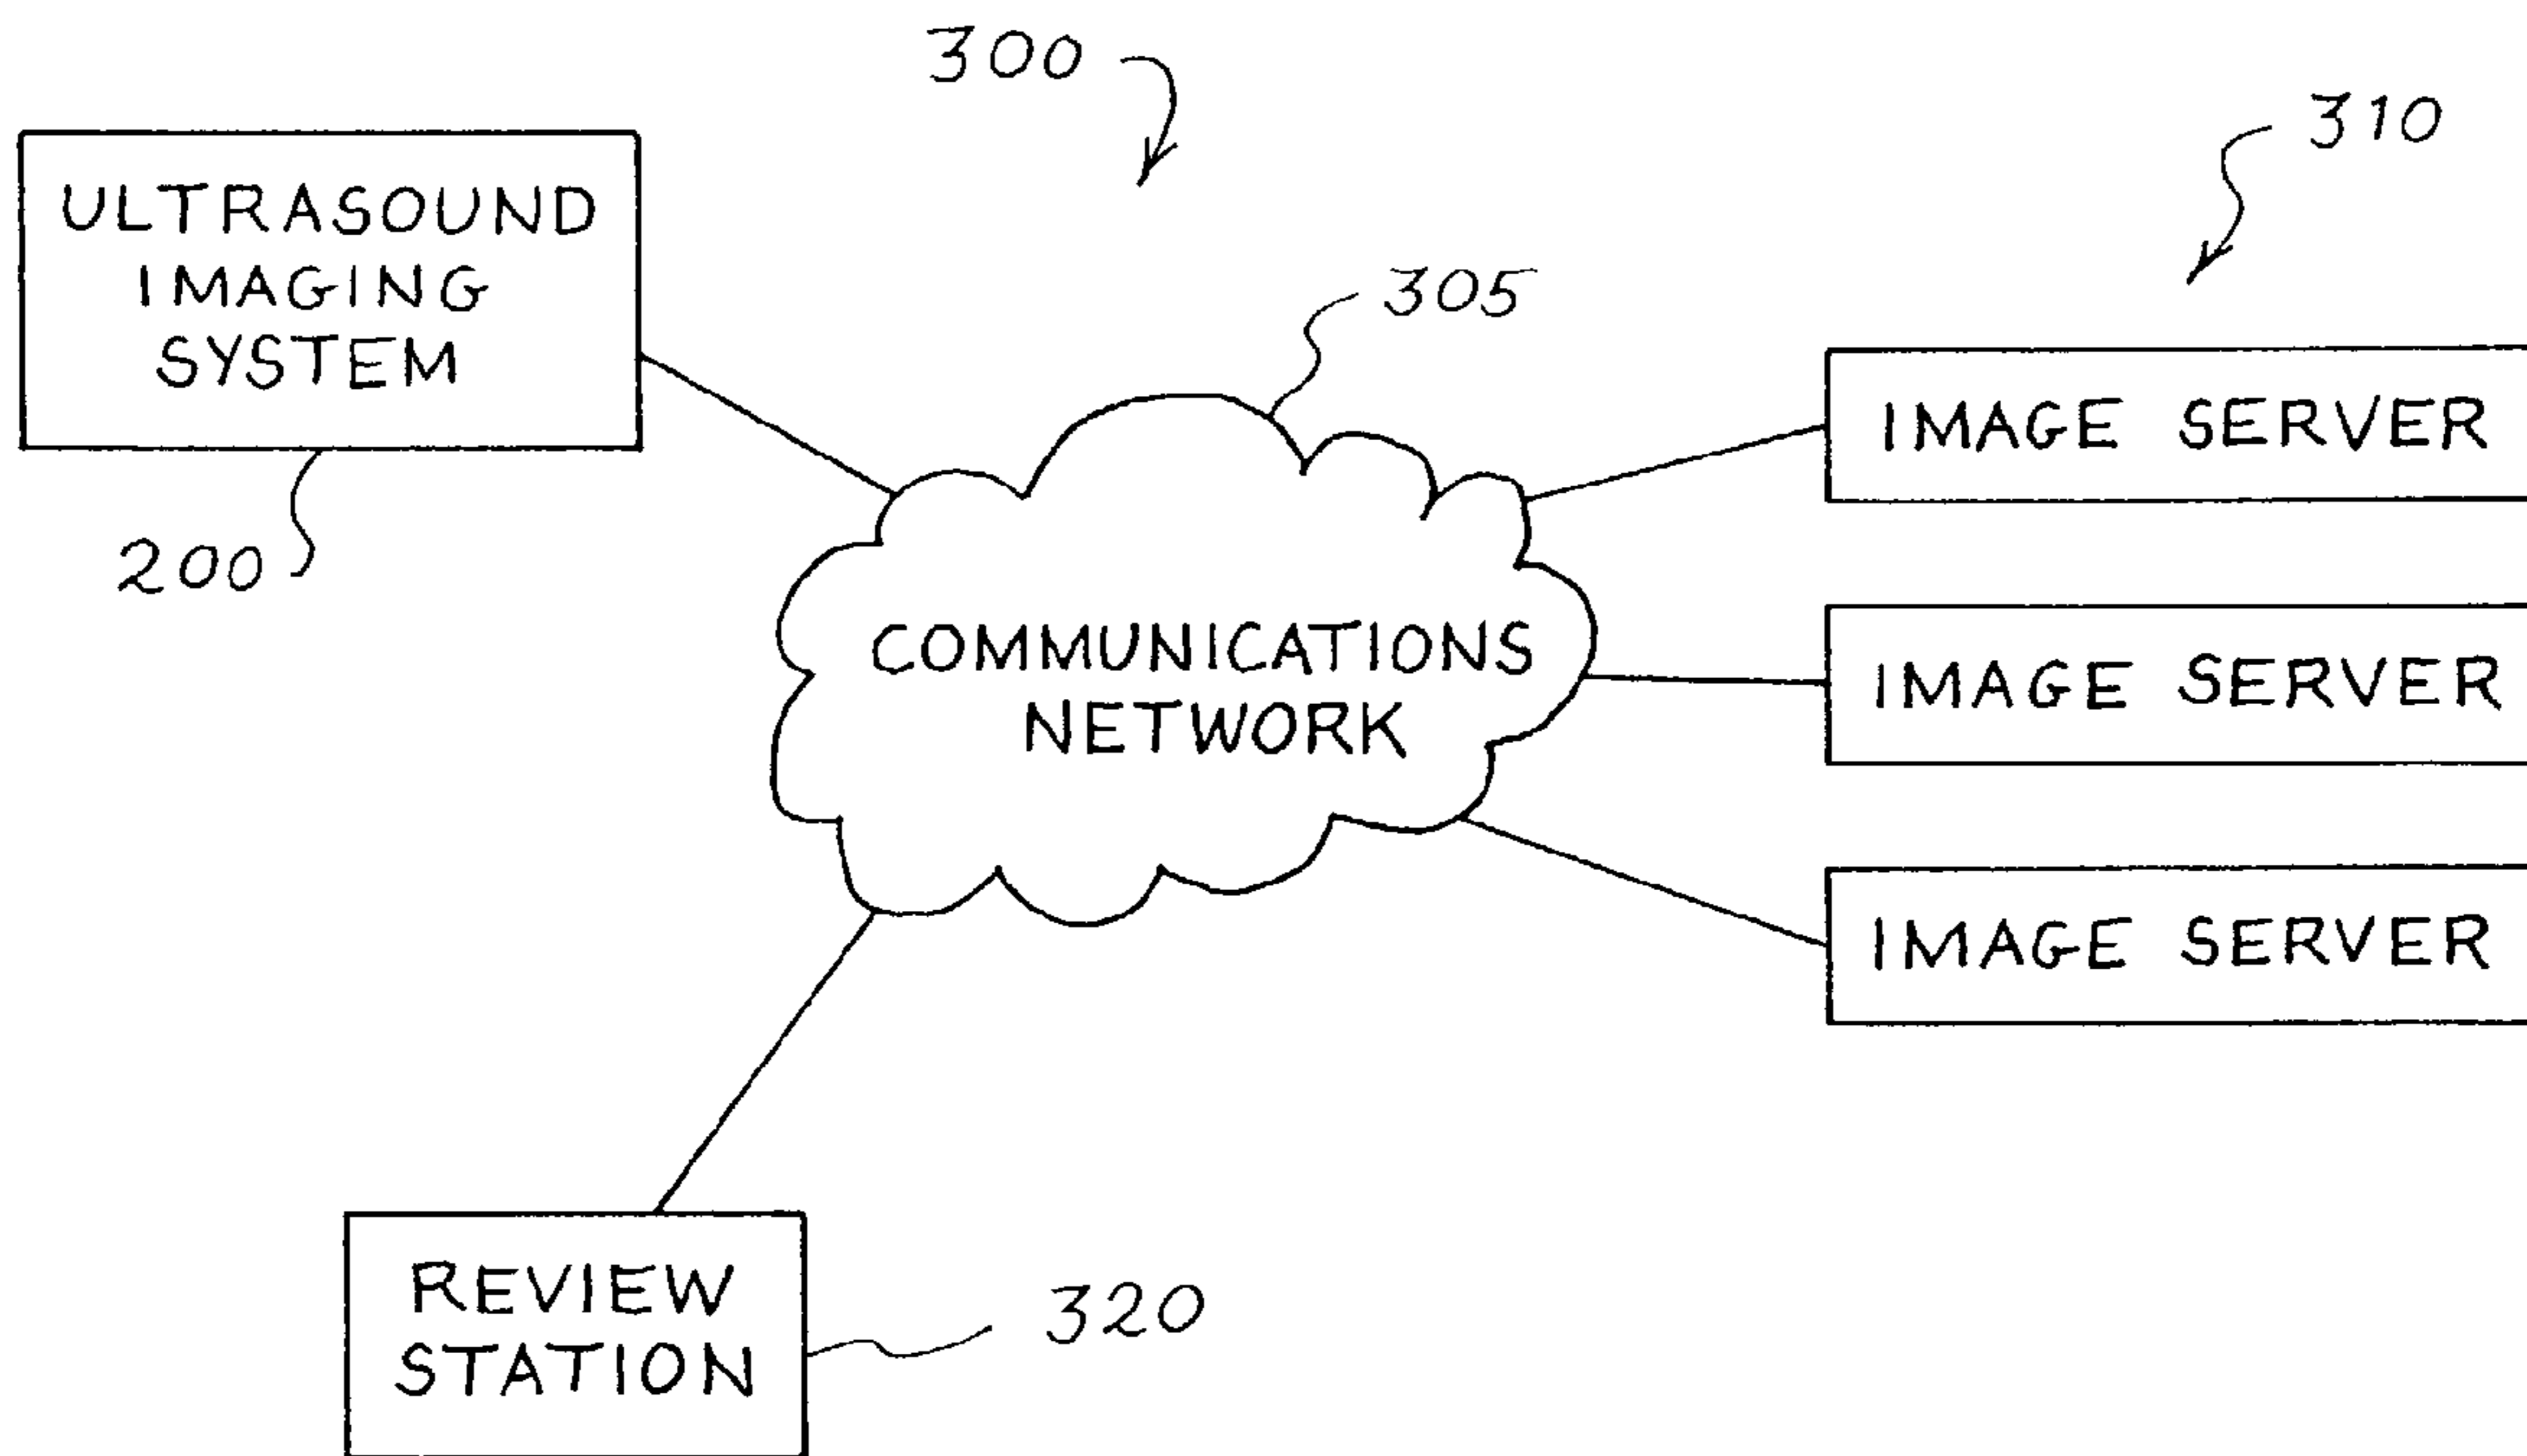 300
310
ULTRASOUND
IMAGING
SYSTEM
305
IMAGE SERVER
200
COMMUNICATIONS
NETWORK
IMAGE SERVER
IMAGE SERVER
REVIEW
STATION
320